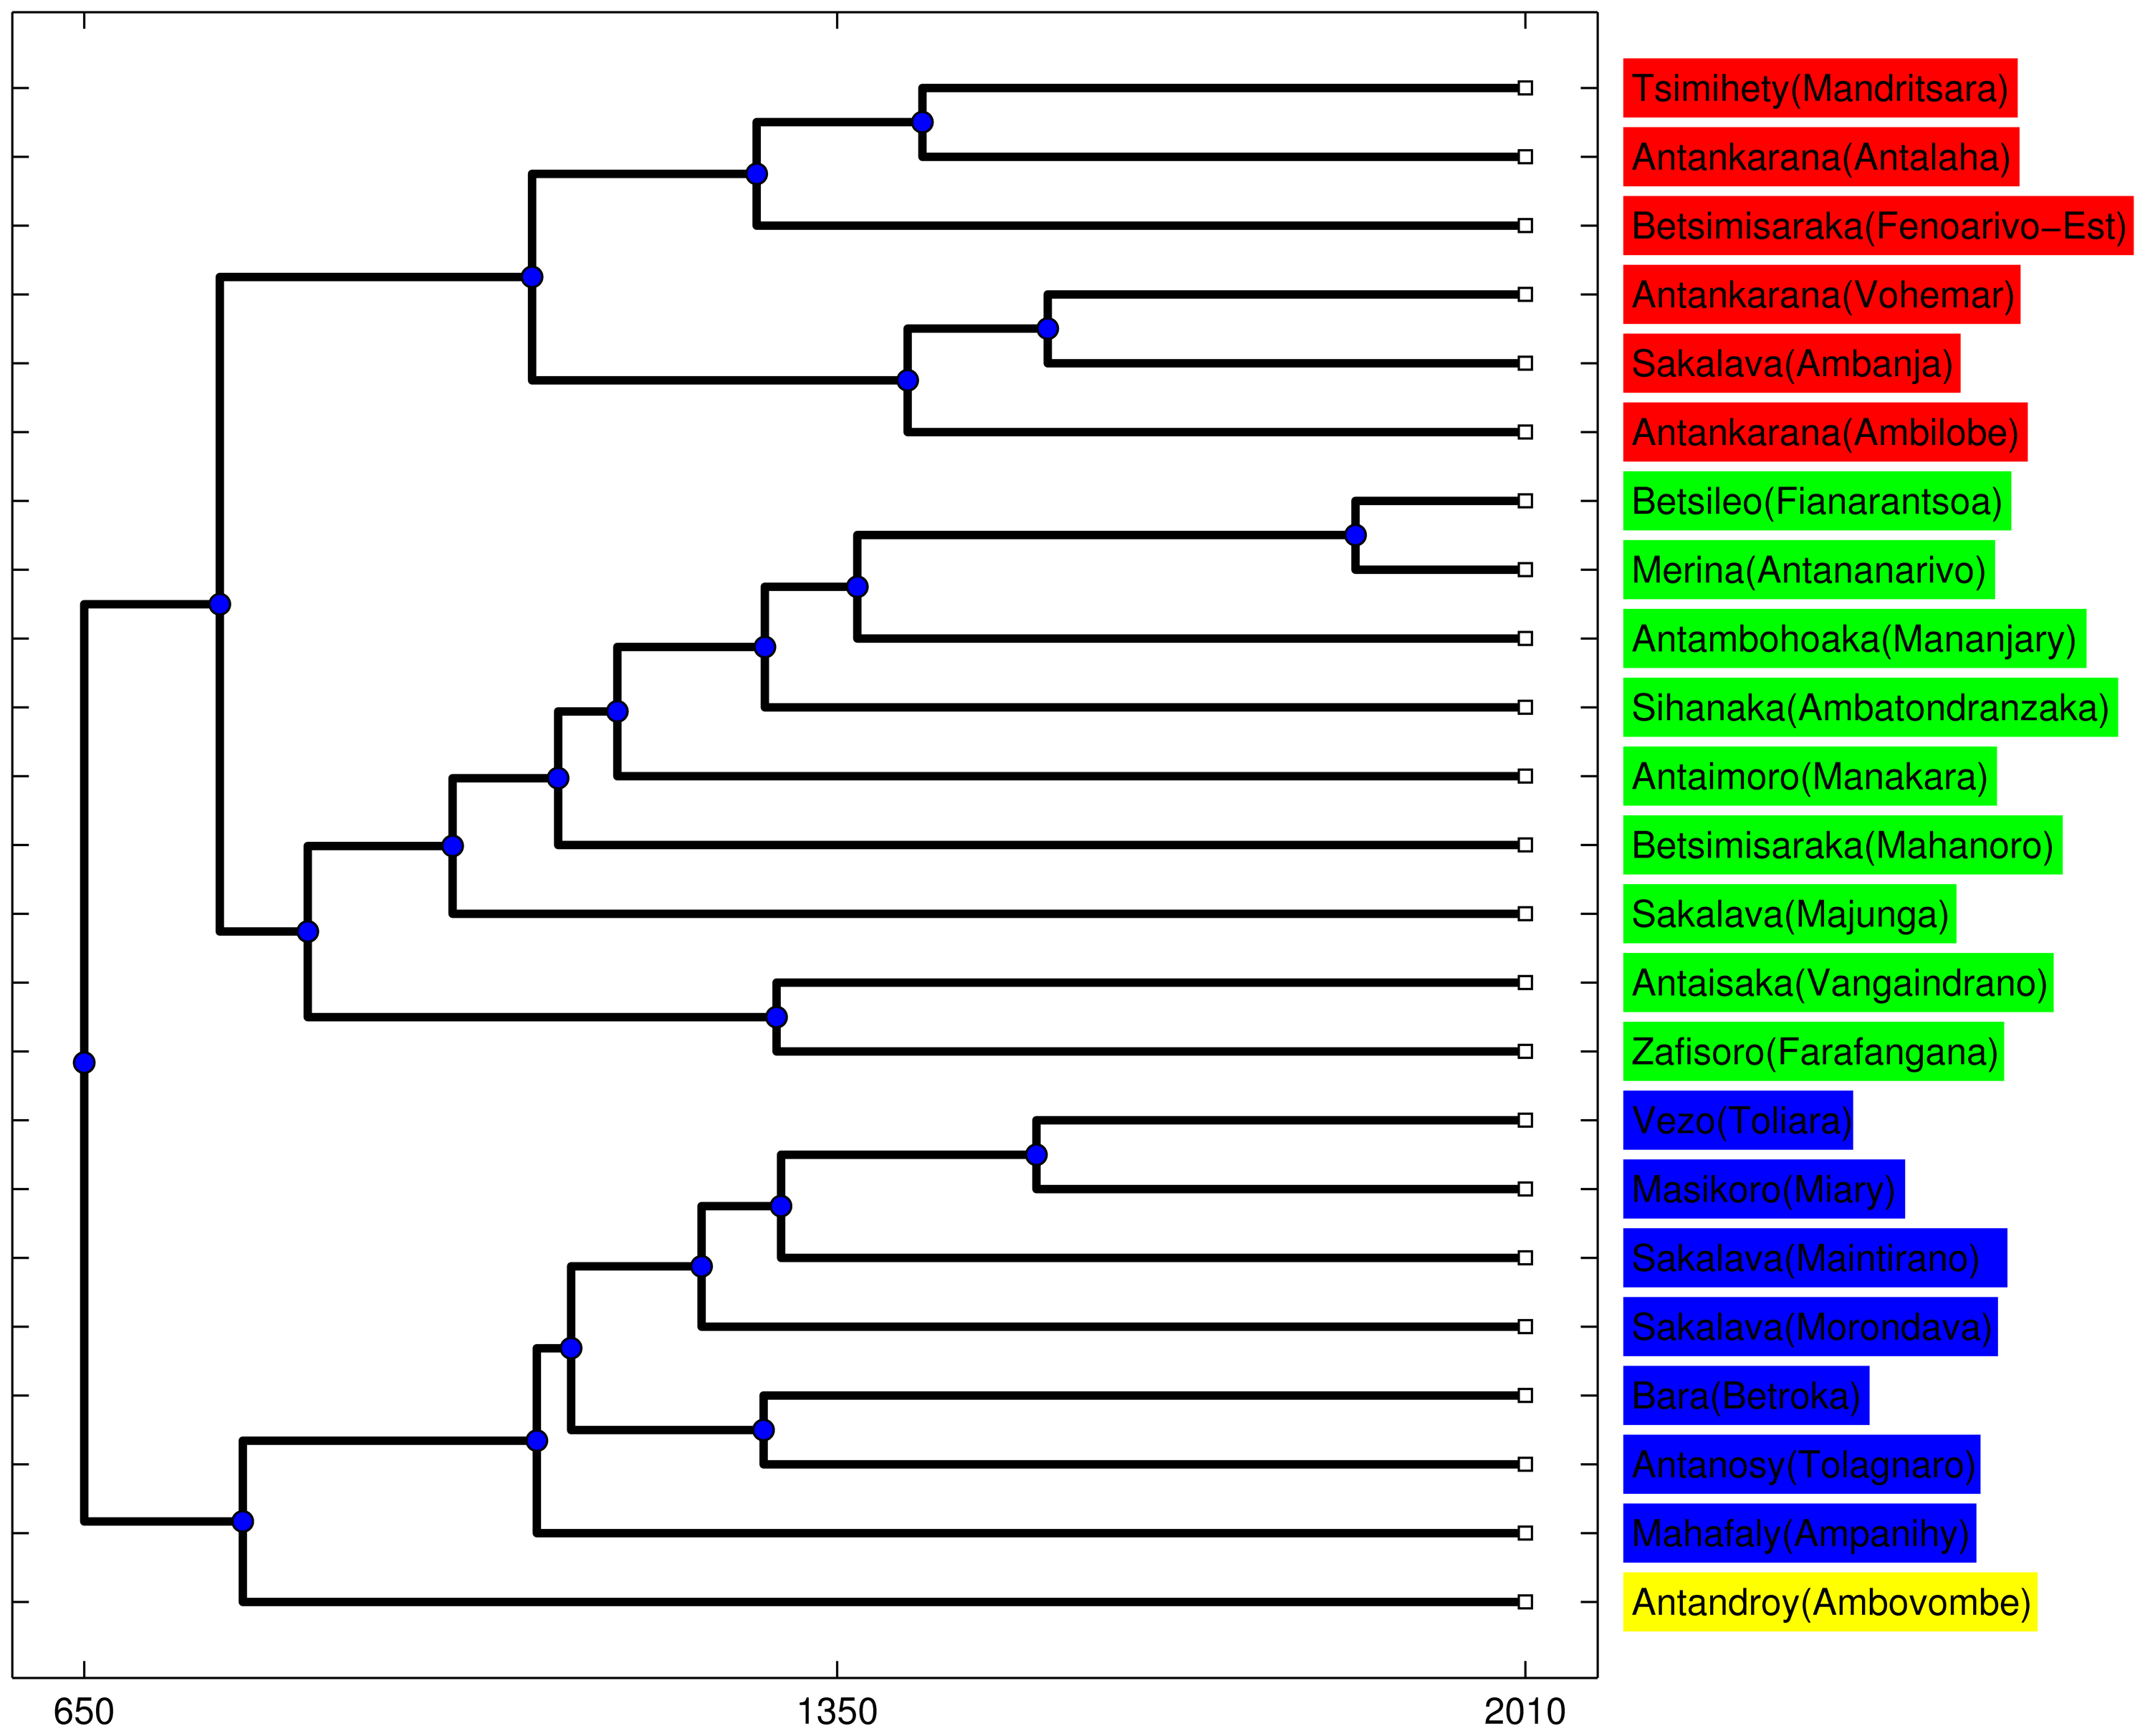 Tsimihety(Mandritsara)
Antankarana(Antalaha)
Betsimisaraka(Fenoarivo−Est)
Antankarana(Vohemar)
Sakalava(Ambanja)
Antankarana(Ambilobe)
Betsileo(Fianarantsoa)
Merina(Antananarivo)
Antambohoaka(Mananjary)
Sihanaka(Ambatondranzaka)
Antaimoro(Manakara)
Betsimisaraka(Mahanoro)
Sakalava(Majunga)
Antaisaka(Vangaindrano)
Zafisoro(Farafangana)
Vezo(Toliara)
Masikoro(Miary)
Sakalava(Maintirano)
Sakalava(Morondava)
Bara(Betroka)
Antanosy(Tolagnaro)
Mahafaly(Ampanihy)
Antandroy(Ambovombe)
650 1350 2010